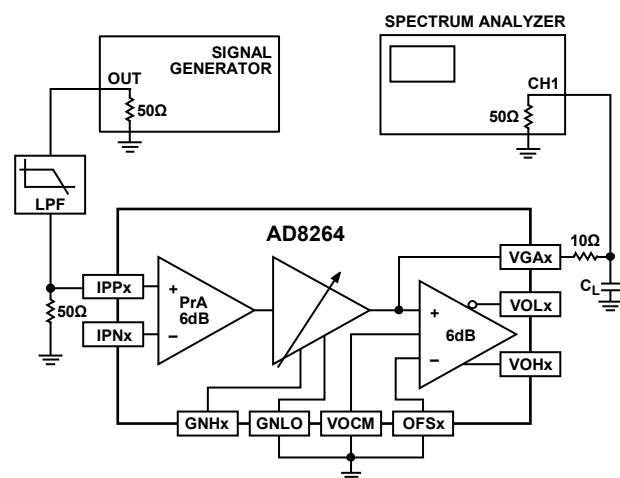 SPECTRUM ANALYZER
SIGNAL
GENERATOR
OUT
50Ω
CH1
50Ω
LPF
AD8264
VGAx
10Ω
CL
IPPx
PrA
6dB
50Ω
IPNx
+
–
+
–
6dB
VOLx
VOHx
GNHx
GNLO
VOCM
OFSx